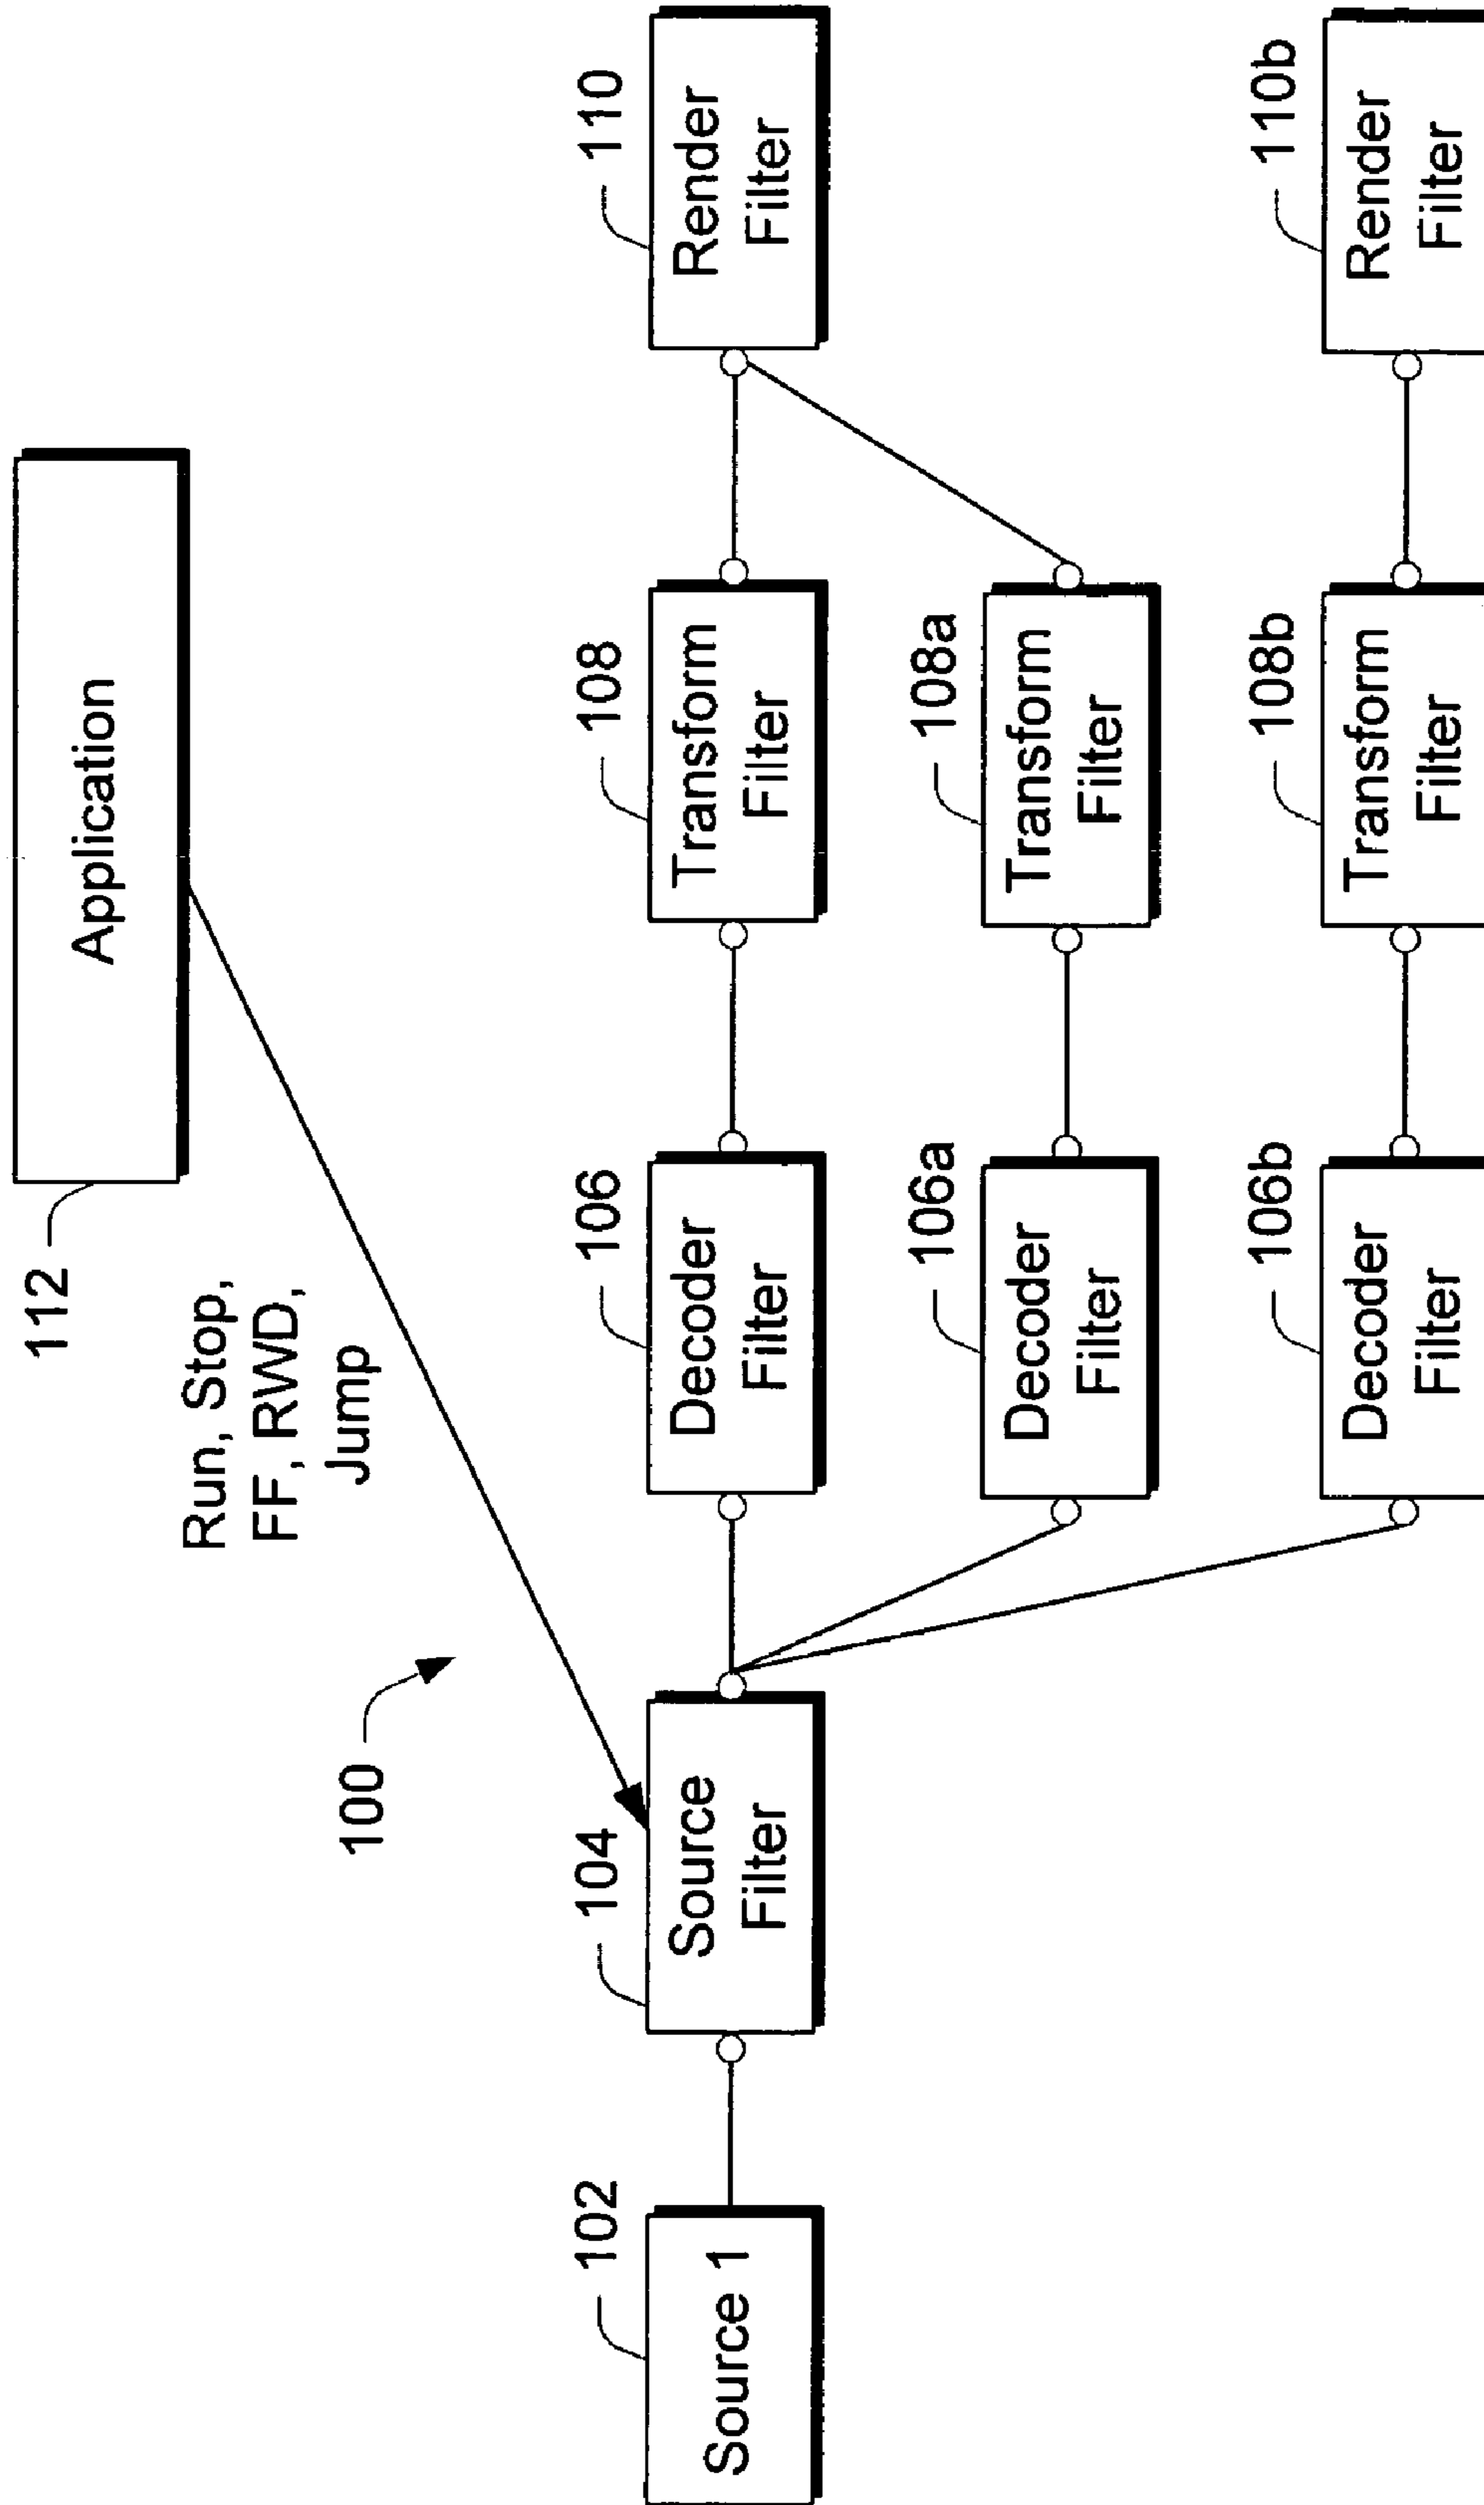 Application
112
Run, Stop,
FF, RWD,
Jump
100
102
Source 1
104
Source
Filter
106
Decoder
Filter
108
Transform
Filter
110
Render
Filter
106a
Decoder
Filter
108a
Transform
Filter
106b
Decoder
Filter
108b
Transform
Filter
110b
Render
Filter